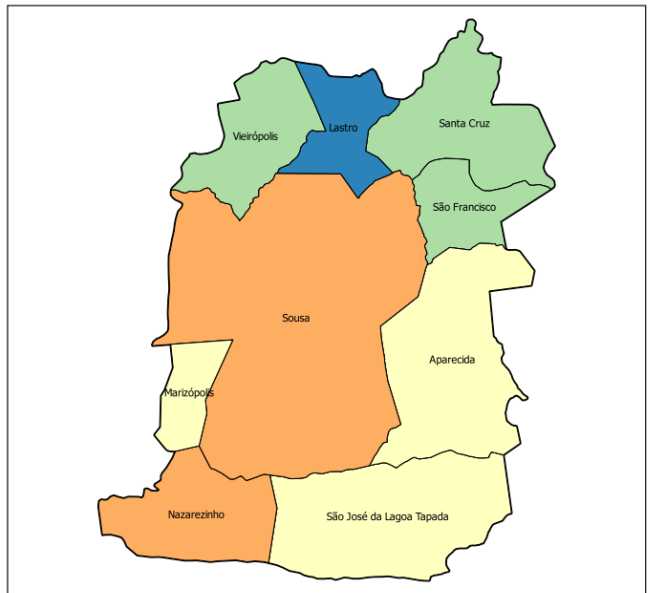 Santa Cruz
Lastro
Vieirópolis
São Francisco
Sousa
Aparecida
Marizópolis
Nazarezinho
São José da Lagoa Tapada